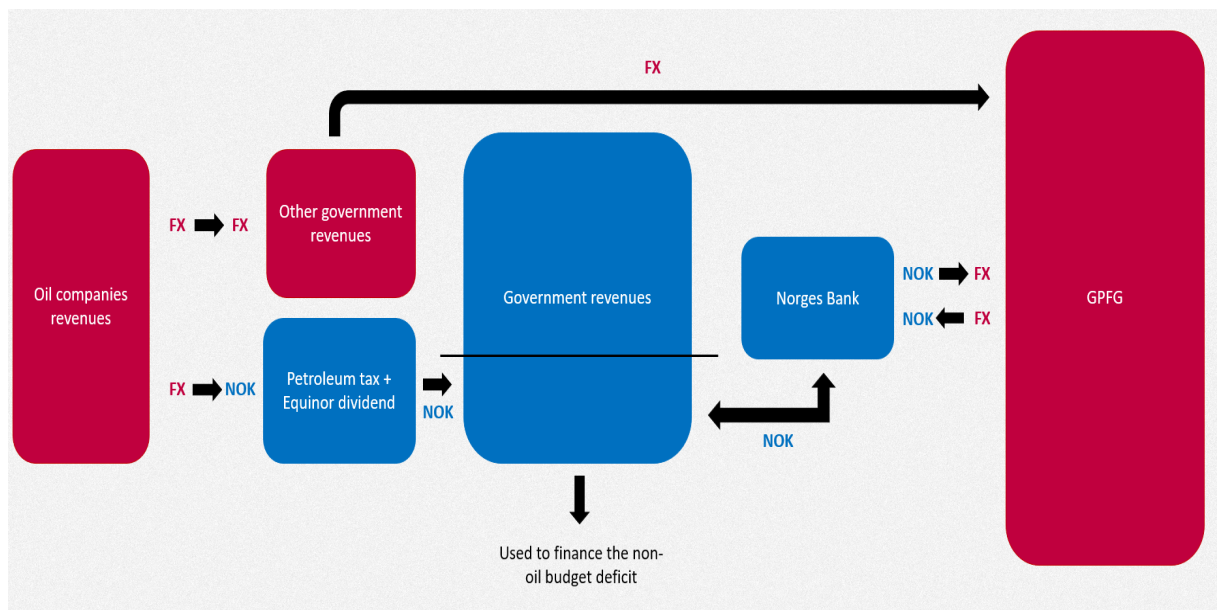 FX
Oil companies
revenues
FX FX
Other government
revenues
FX NOK
Petroleum tax +
Equinor dividend
NOK
Government revenues
Used to finance the non-
oil budget deficit
Norges Bank
NOK FX
NOK FX
NOK
GPFG